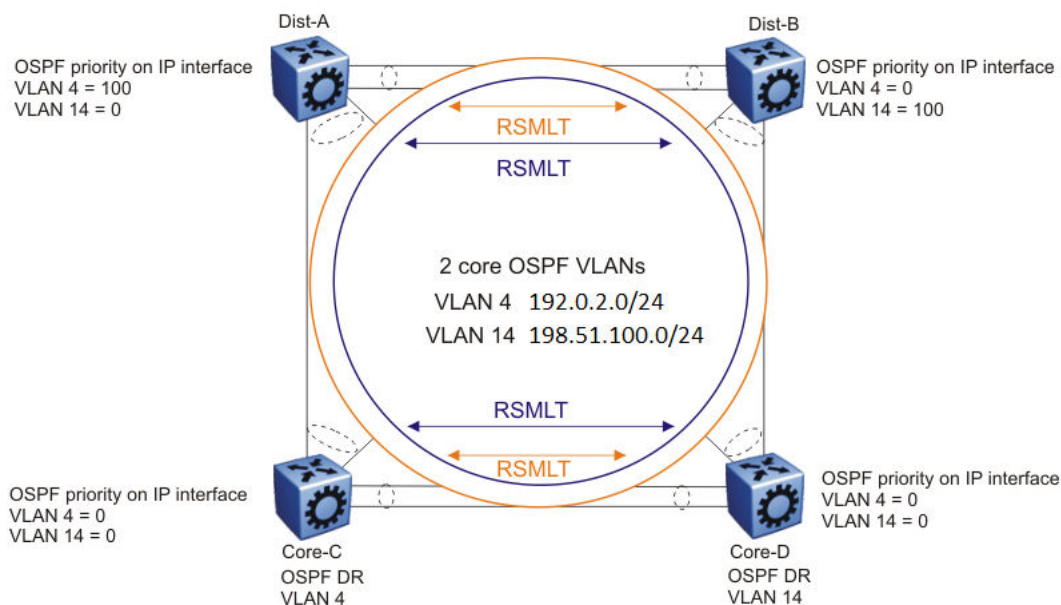 Dist-A
Dist-B
OSPF priority on IP interface
VLAN 4 = 100
VLAN 14 = 0
OSPF priority on IP interface
VLAN 4 = 0
VLAN 14 = 100
RSMLT
RSMLT
2 core OSPF VLANs
VLAN 4 192.0.2.0/24
VLAN 14 198.51.100.0/24
RSMLT
RSMLT
OSPF priority on IP interface
VLAN 4 = 0
VLAN 14 = 0
OSPF priority on IP interface
VLAN 4 = 0
VLAN 14 = 0
Core-C
OSPF DR
VLAN 4
Core-D
OSPF DR
VLAN 14